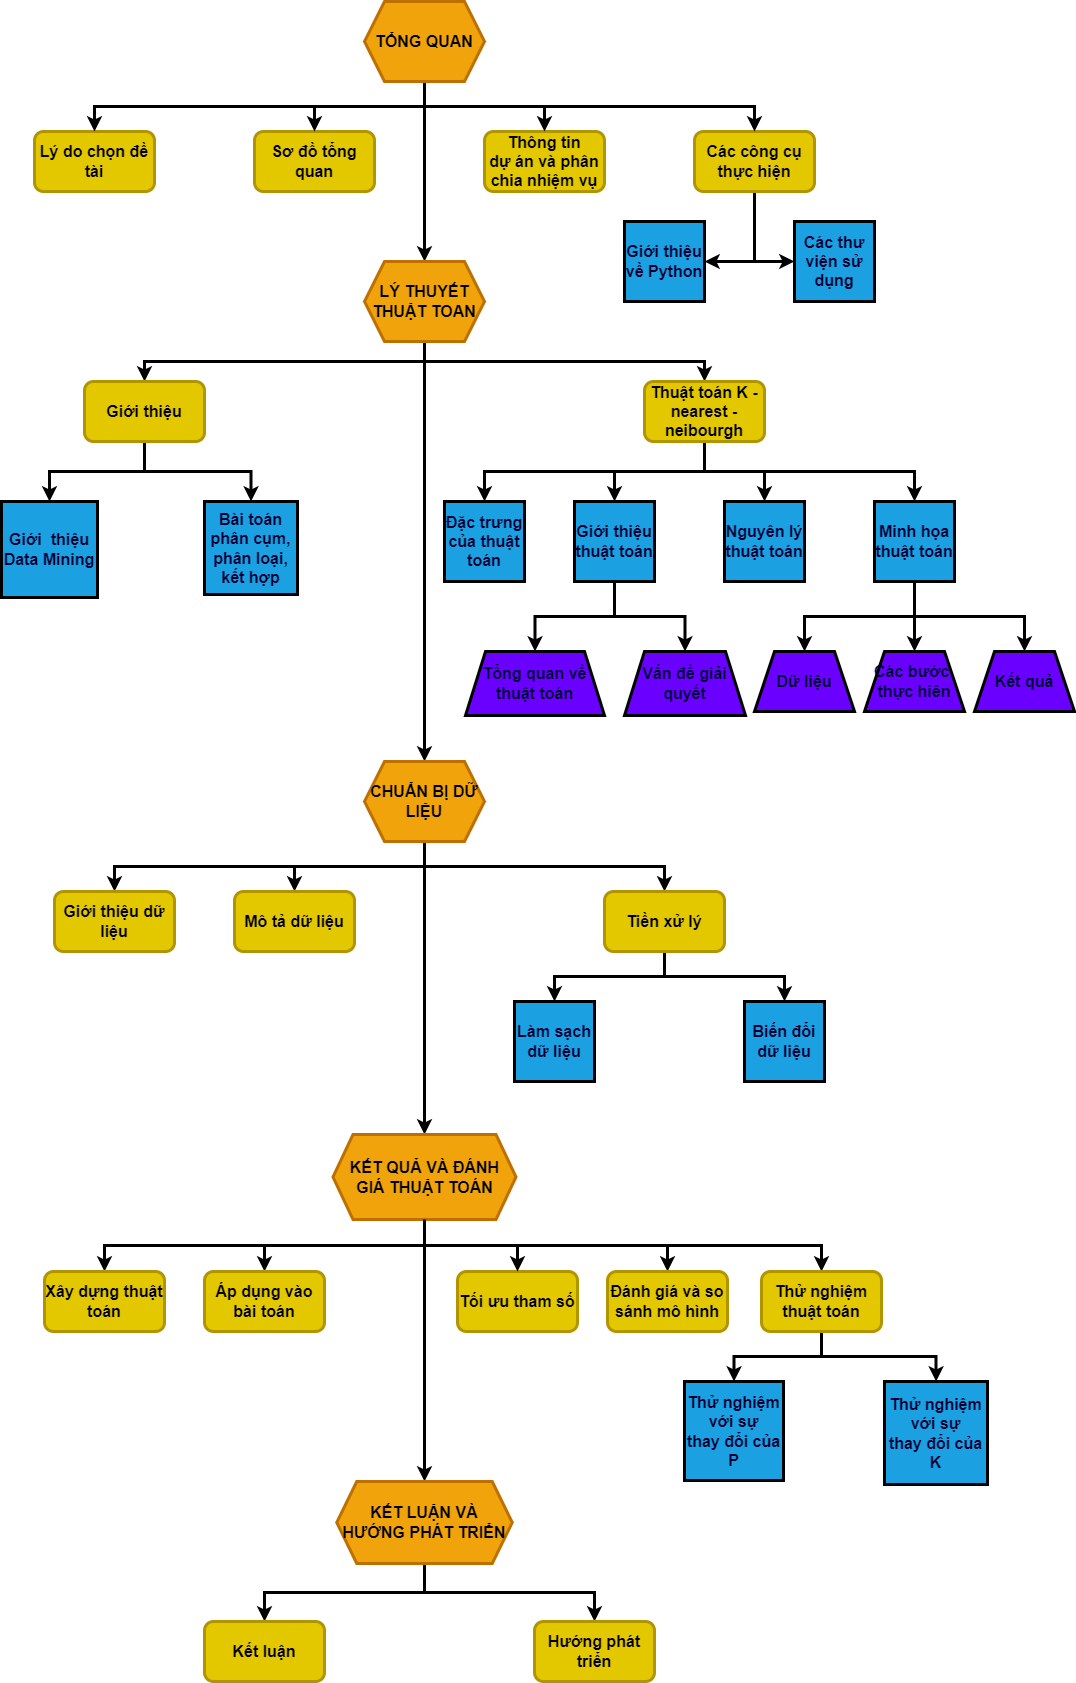 TỔNG QUAN
Lý do chọn đề
tài
Sơ đồ tổng
quan
Thông tin
dự án và phân
chia nhiệm vụ
Các công cụ
thực hiện
Giới thiệu
về Python
Các thư
viện sử
dụng
LÝ THUYẾT
THUẬT TOAN
Giới thiệu
Thuật toán K -
nearest -
neibourgh
Giới  thiệu
Data Mining
Bài toán
phân cụm,
phân loại,
kết hợp
Đặc trưng
của thuật
toán
Giới thiệu
thuật toán
Nguyên lý
thuật toán
Minh họa
thuật toán
Tổng quan về
thuật toán
Vấn đề giải
quyết
Dữ liệu
Các bước
thực hiên
Kết quả
CHUẨN BỊ DỮ
LIỆU
Giới thiệu dữ
liệu
Mô tả dữ liệu
Tiền xử lý
Làm sạch
dữ liệu
Biến đổi
dữ liệu
KẾT QUẢ VÀ ĐÁNH
GIÁ THUẬT TOÁN
Xây dựng thuật
toán
Áp dụng vào
bài toán
Tối ưu tham số
Đánh giá và so
sánh mô hình
Thử nghiệm
thuật toán
Thử nghiệm
với sự
thay đổi của
P
Thử nghiệm
với sự
thay đổi của
K
KẾT LUẬN VÀ
HƯỚNG PHÁT TRIỂN
Kết luận
Hướng phát
triển